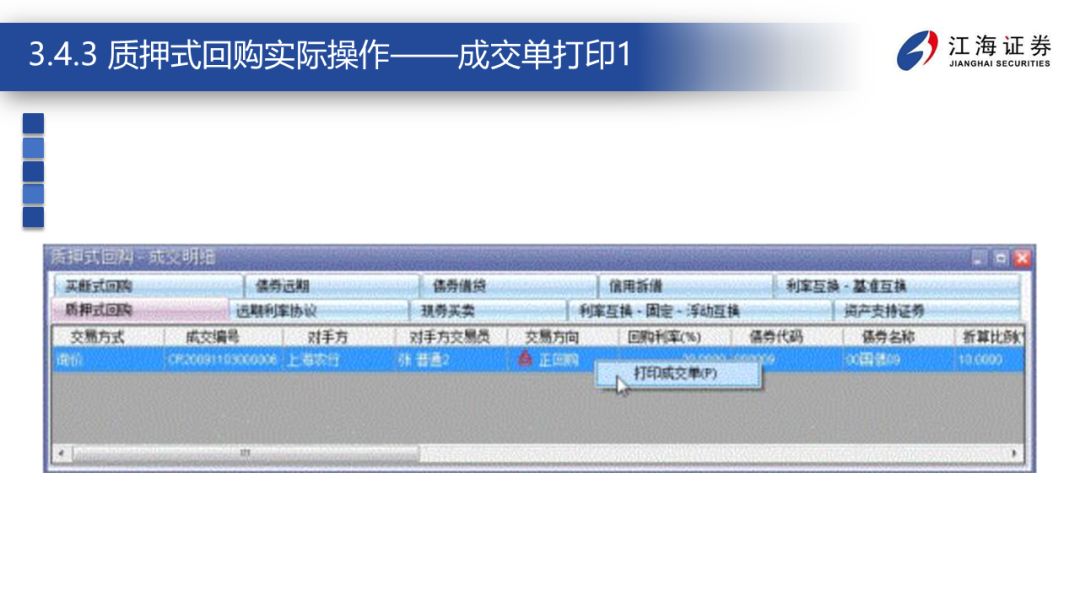 3.4.3 质押式回购实际操作——成交单打印1
江海证券
JIANGHAI SECURITIES
质押式回购 - 成交明细
买断式回购 债券远期 债券借贷 信用拆借 利率互换 - 基准互换
质押式回购 远期利率协议 现券买卖 利率互换 - 固定 - 浮动互换 资产支持证券
交易方式 成交编号 对手方 对手方交易员 交易方向 回购利率(%) 债券代码 债券名称 折算比例(
询价 CR20091103000006 上海农行 张 普通2 正回购 00国债09 10.0000
打印成交单(P)